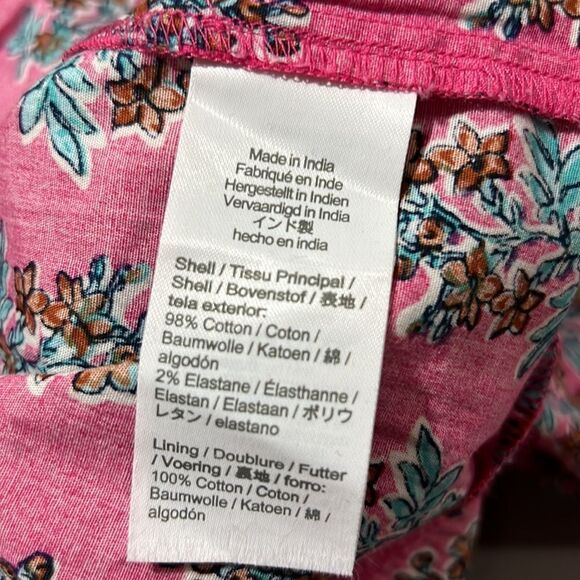 Made in India
Fabriqué en Inde
Hergestellt in Indien
Vervaardigd in India
インド製
hecho en india
Shell / Tissu Principal /
Shell / Bovenstof / 表地 /
tela exterior:
98% Cotton / Coton /
Baumwolle / Katoen / 綿 /
algodón
2% Elastane / Élasthanne /
Elastan / Elastaan / ポリウ
レタン / elastano
Lining / Doublure / Futter
/ Voering / 裏地 / forro:
100% Cotton / Coton /
Baumwolle / Katoen / 綿 /
algodón